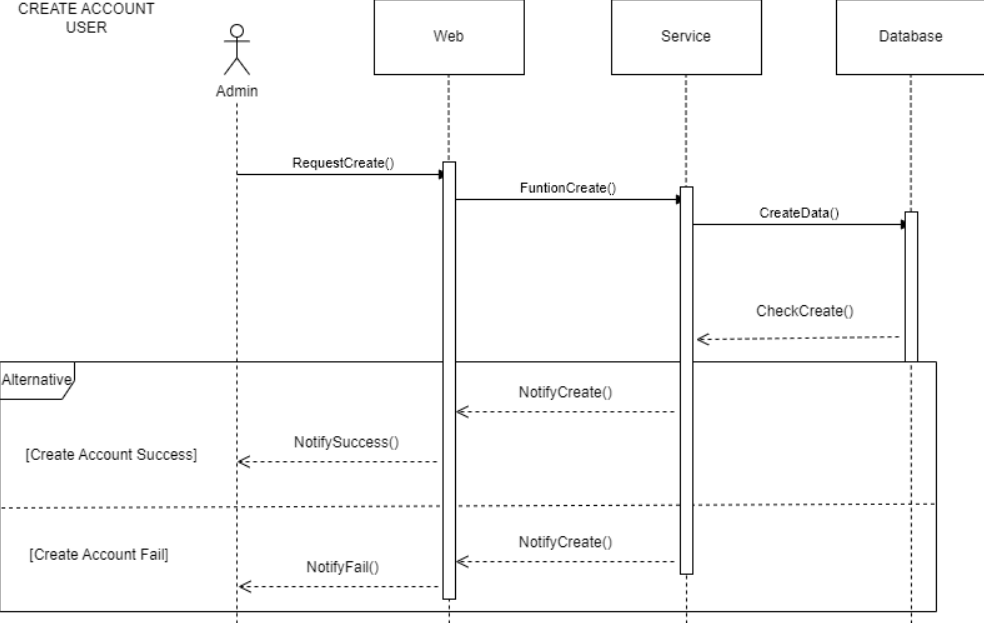 CREATE ACCOUNT
USER
Admin
Web
Service
Database
RequestCreate()
FuntionCreate()
CreateData()
CheckCreate()
Alternative
NotifyCreate()
NotifySuccess()
[Create Account Success]
NotifyCreate()
[Create Account Fail]
NotifyFail()